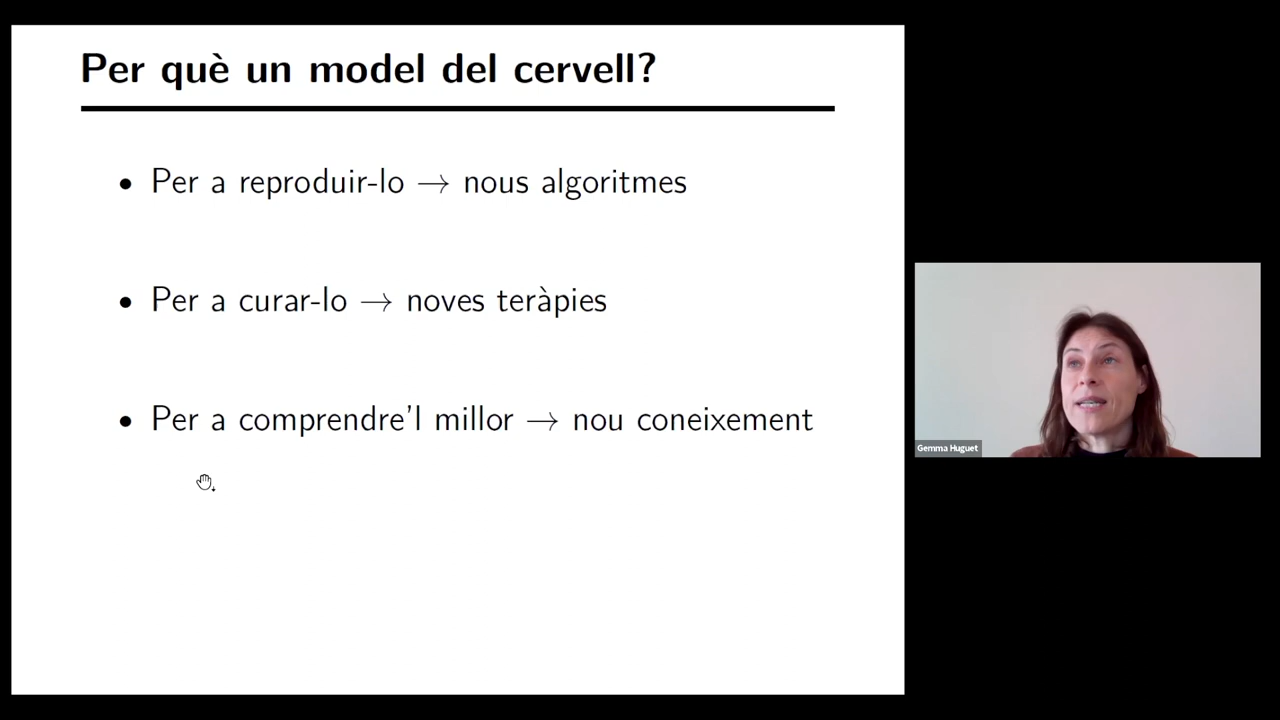 Per què un model del cervell?
• Per a reproduir-lo → nous algoritmes
• Per a curar-lo → noves teràpies
• Per a comprendre'l millor → nou coneixement
Gemma Huguet